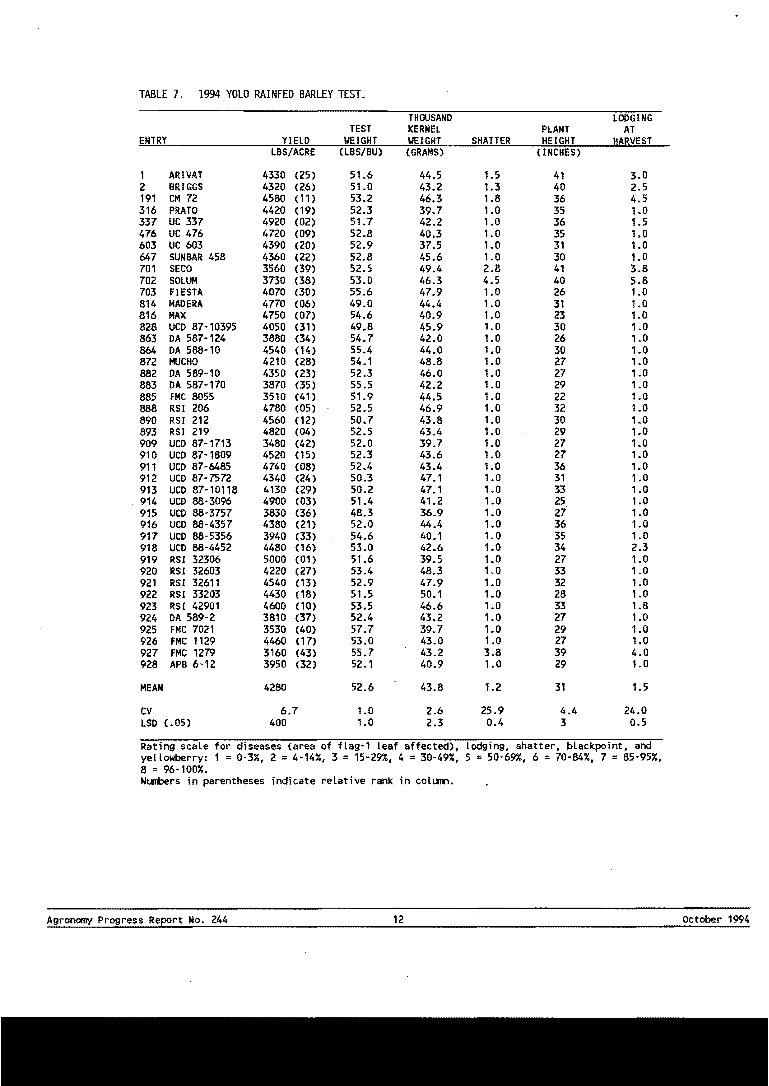 TABLE 7. 1994 YOLO RAINFED BARLEY TEST.
THOUSAND LODGING
TEST KERNEL PLANT AT
ENTRY YIELD WEIGHT WEIGHT SHATTER HEIGHT HARVEST
LBS/ACRE (LBS/BU) (GRAMS) (INCHES)
1 ARIVAT 4330 (25) 51.6 44.5 1.5 41 3.0
2 BRIGGS 4320 (26) 51.0 43.2 1.3 40 2.5
191 CM 72 4580 (11) 53.2 46.3 1.8 36 4.5
316 PRATO 4420 (19) 52.3 39.7 1.0 35 1.0
337 UC 337 4920 (02) 51.7 42.2 1.0 36 1.5
476 UC 476 4720 (09) 52.8 40.3 1.0 35 1.0
603 UC 603 4390 (20) 52.9 37.5 1.0 31 1.0
647 SUNBAR 458 4360 (22) 52.8 45.6 1.0 30 1.0
701 SECO 3560 (39) 52.5 49.4 2.8 41 3.8
702 SOLUM 3730 (38) 53.0 46.3 4.5 40 5.8
703 FIESTA 4070 (30) 55.6 47.9 1.0 26 1.0
814 MADERA 4770 (06) 49.0 44.4 1.0 31 1.0
816 MAX 4750 (07) 54.6 40.9 1.0 23 1.0
828 UCD 87-10395 4050 (31) 49.8 45.9 1.0 30 1.0
863 DA 587-124 3880 (34) 54.7 42.0 1.0 26 1.0
864 DA 588-10 4540 (14) 55.4 44.0 1.0 30 1.0
872 MUCHO 4210 (28) 54.1 48.8 1.0 27 1.0
882 DA 589-10 4350 (23) 52.3 46.0 1.0 27 1.0
883 DA 587-170 3870 (35) 55.5 42.2 1.0 29 1.0
885 FMC 8055 3510 (41) 51.9 44.5 1.0 22 1.0
888 RSI 206 4780 (05) 52.5 46.9 1.0 32 1.0
890 RSI 212 4560 (12) 50.7 43.8 1.0 30 1.0
893 RSI 219 4820 (04) 52.5 43.4 1.0 29 1.0
909 UCD 87-1713 3480 (42) 52.0 39.7 1.0 27 1.0
910 UCD 87-1809 4520 (15) 52.3 43.6 1.0 27 1.0
911 UCD 87-6485 4740 (08) 52.4 43.4 1.0 36 1.0
912 UCD 87-7572 4340 (24) 50.3 47.1 1.0 31 1.0
913 UCD 87-10118 4130 (29) 50.2 47.1 1.0 33 1.0
914 UCD 88-3096 4900 (03) 51.4 41.2 1.0 25 1.0
915 UCD 88-3757 3830 (36) 48.3 36.9 1.0 27 1.0
916 UCD 88-4357 4380 (21) 52.0 44.4 1.0 36 1.0
917 UCD 88-5356 3940 (33) 54.6 40.1 1.0 35 1.0
918 UCD 88-4452 4480 (16) 53.0 42.6 1.0 34 2.3
919 RSI 32306 5000 (01) 51.6 39.5 1.0 27 1.0
920 RSI 32603 4220 (27) 53.4 48.3 1.0 33 1.0
921 RSI 32611 4540 (13) 52.9 47.9 1.0 32 1.0
922 RSI 33203 4430 (18) 51.5 50.1 1.0 28 1.0
923 RSI 42901 4600 (10) 53.5 46.6 1.0 33 1.8
924 DA 589-2 3810 (37) 52.4 43.2 1.0 27 1.0
925 FMC 7021 3530 (40) 57.7 39.7 1.0 29 1.0
926 FMC 1129 4460 (17) 53.0 43.0 1.0 27 1.0
927 FMC 1279 3160 (43) 55.7 43.2 3.8 39 4.0
928 APB 6-12 3950 (32) 52.1 40.9 1.0 29 1.0
MEAN 4280 52.6 43.8 1.2 31 1.5
CV 6.7 1.0 2.6 25.9 4.4 24.0
LSD (.05) 400 1.0 2.3 0.4 3 0.5
Rating scale for diseases (area of flag-1 leaf affected), lodging, shatter, blackpoint, and
yellowberry: 1 = 0-3%, 2 = 4-14%, 3 = 15-29%, 4 = 30-49%, 5 = 50-69%, 6 = 70-84%, 7 = 85-95%,
8 = 96-100%.
Numbers in parentheses indicate relative rank in column.
Agronomy Progress Report No. 244 12 October 1994